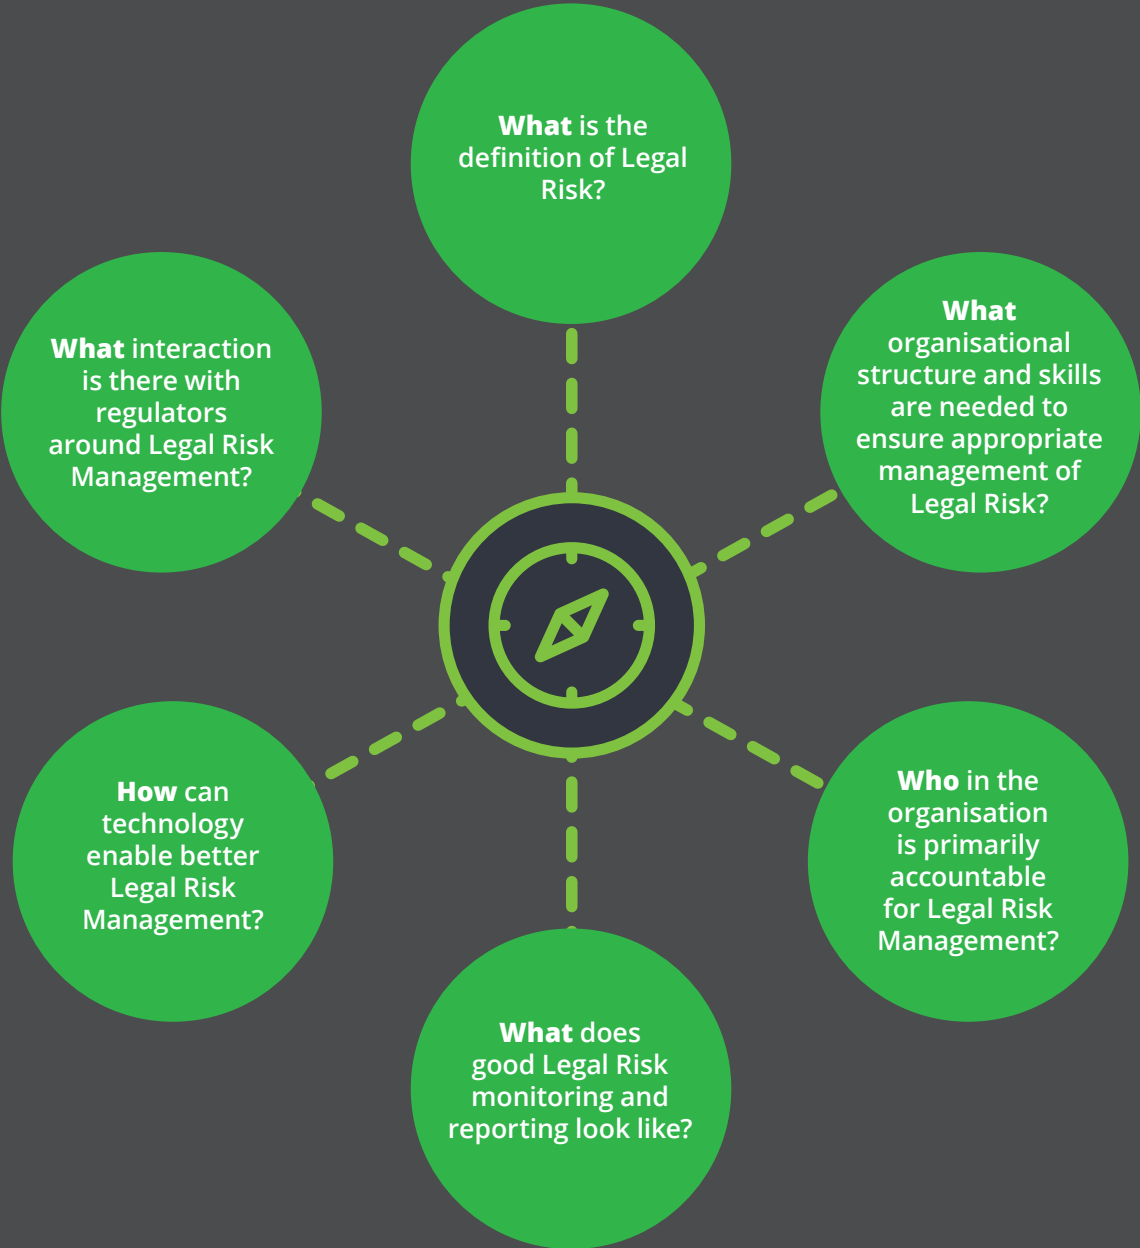 What is the
definition of Legal
Risk?
What
organisational
structure and skills
are needed to
ensure appropriate
management of
Legal Risk?
Who in the
organisation
is primarily
accountable
for Legal Risk
Management?
What does
good Legal Risk
monitoring and
reporting look like?
How can
technology
enable better
Legal Risk
Management?
What interaction
is there with
regulators
around Legal Risk
Management?